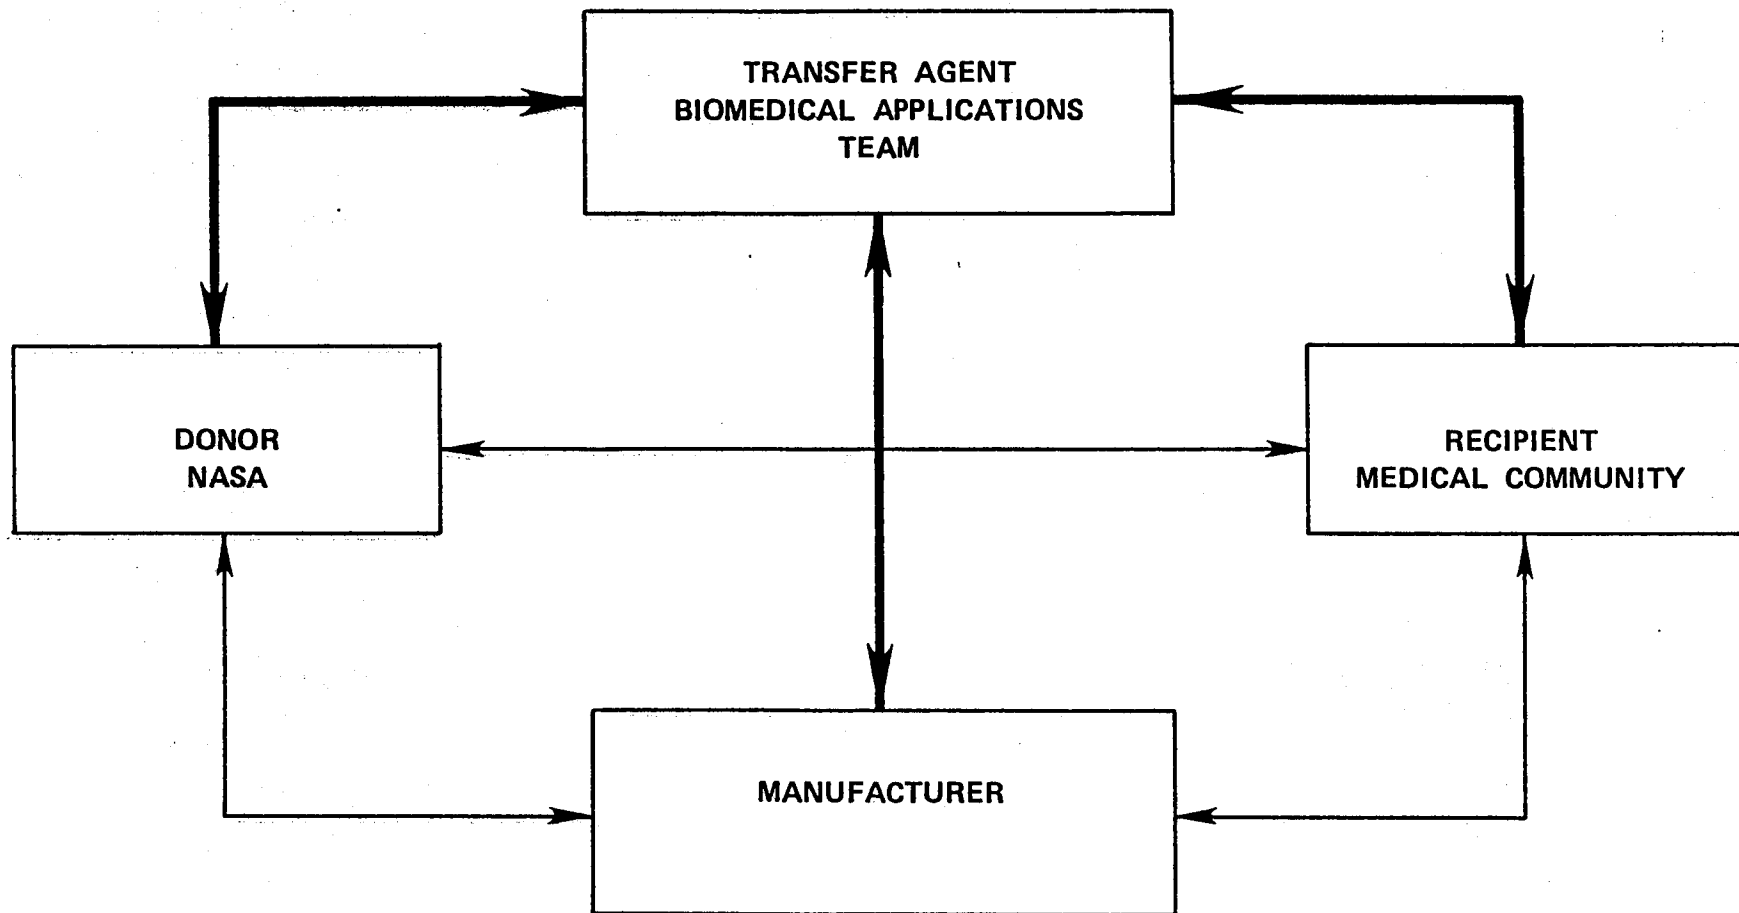 TRANSFER AGENT
BIOMEDICAL APPLICATIONS
TEAM
DONOR
NASA
RECIPIENT
MEDICAL COMMUNITY
MANUFACTURER